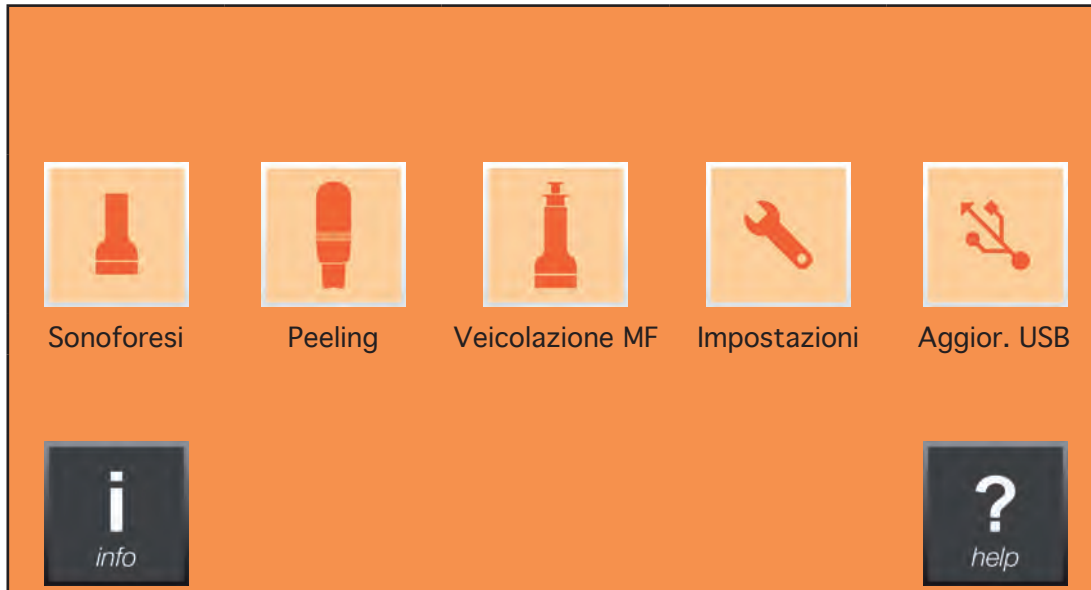 Sonoforesi
Peeling
Veicolazione MF
Impostazioni
Aggior. USB
i
info
?
help